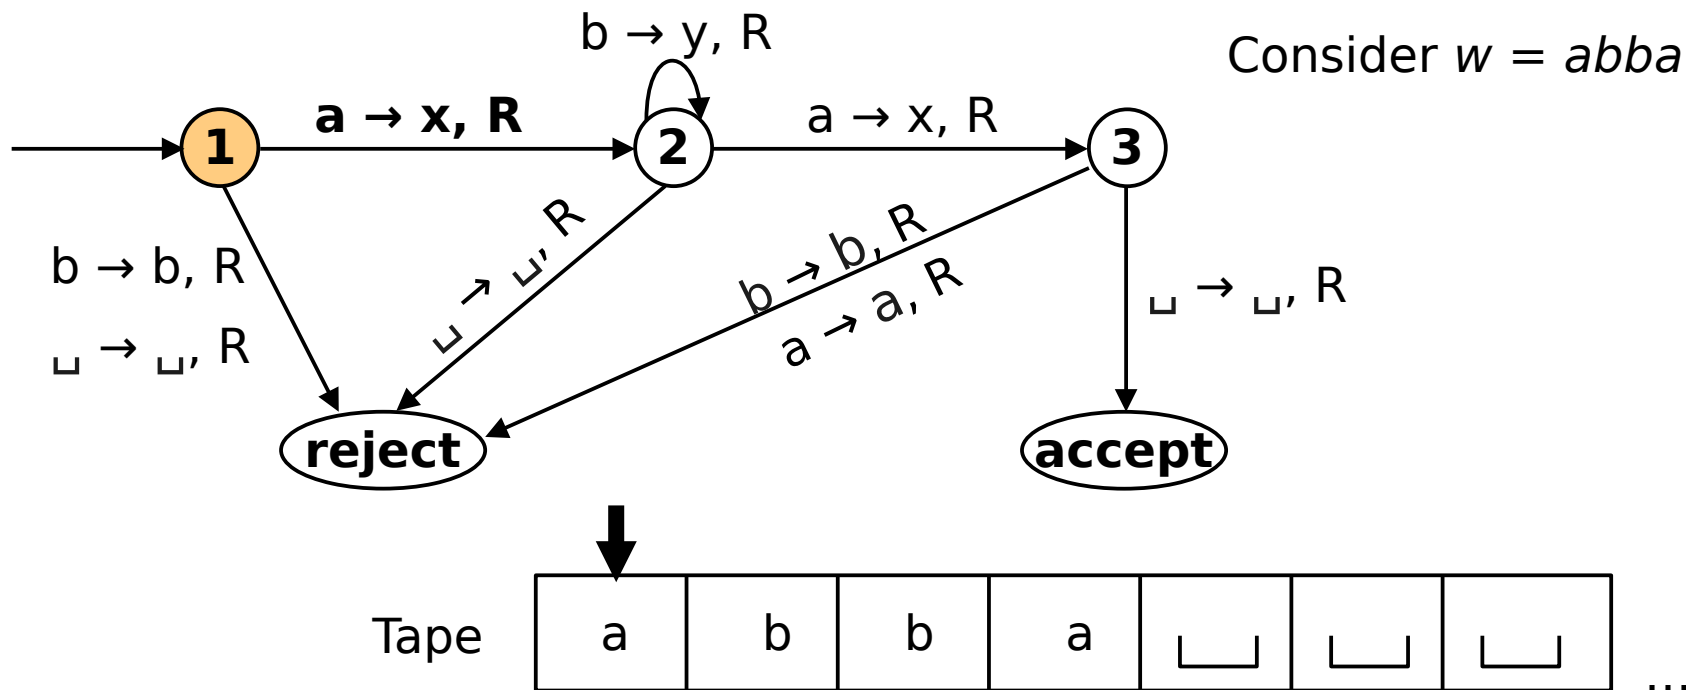 b → y, R
Consider w = abba
a → x, R
a → x, R
1
2
3
b → b, R
␣ → ␣, R
␣ → ␣, R
b → b, R
a → a, R
␣ → ␣, R
reject
accept
Tape
a
b
b
a
␣
␣
␣
...